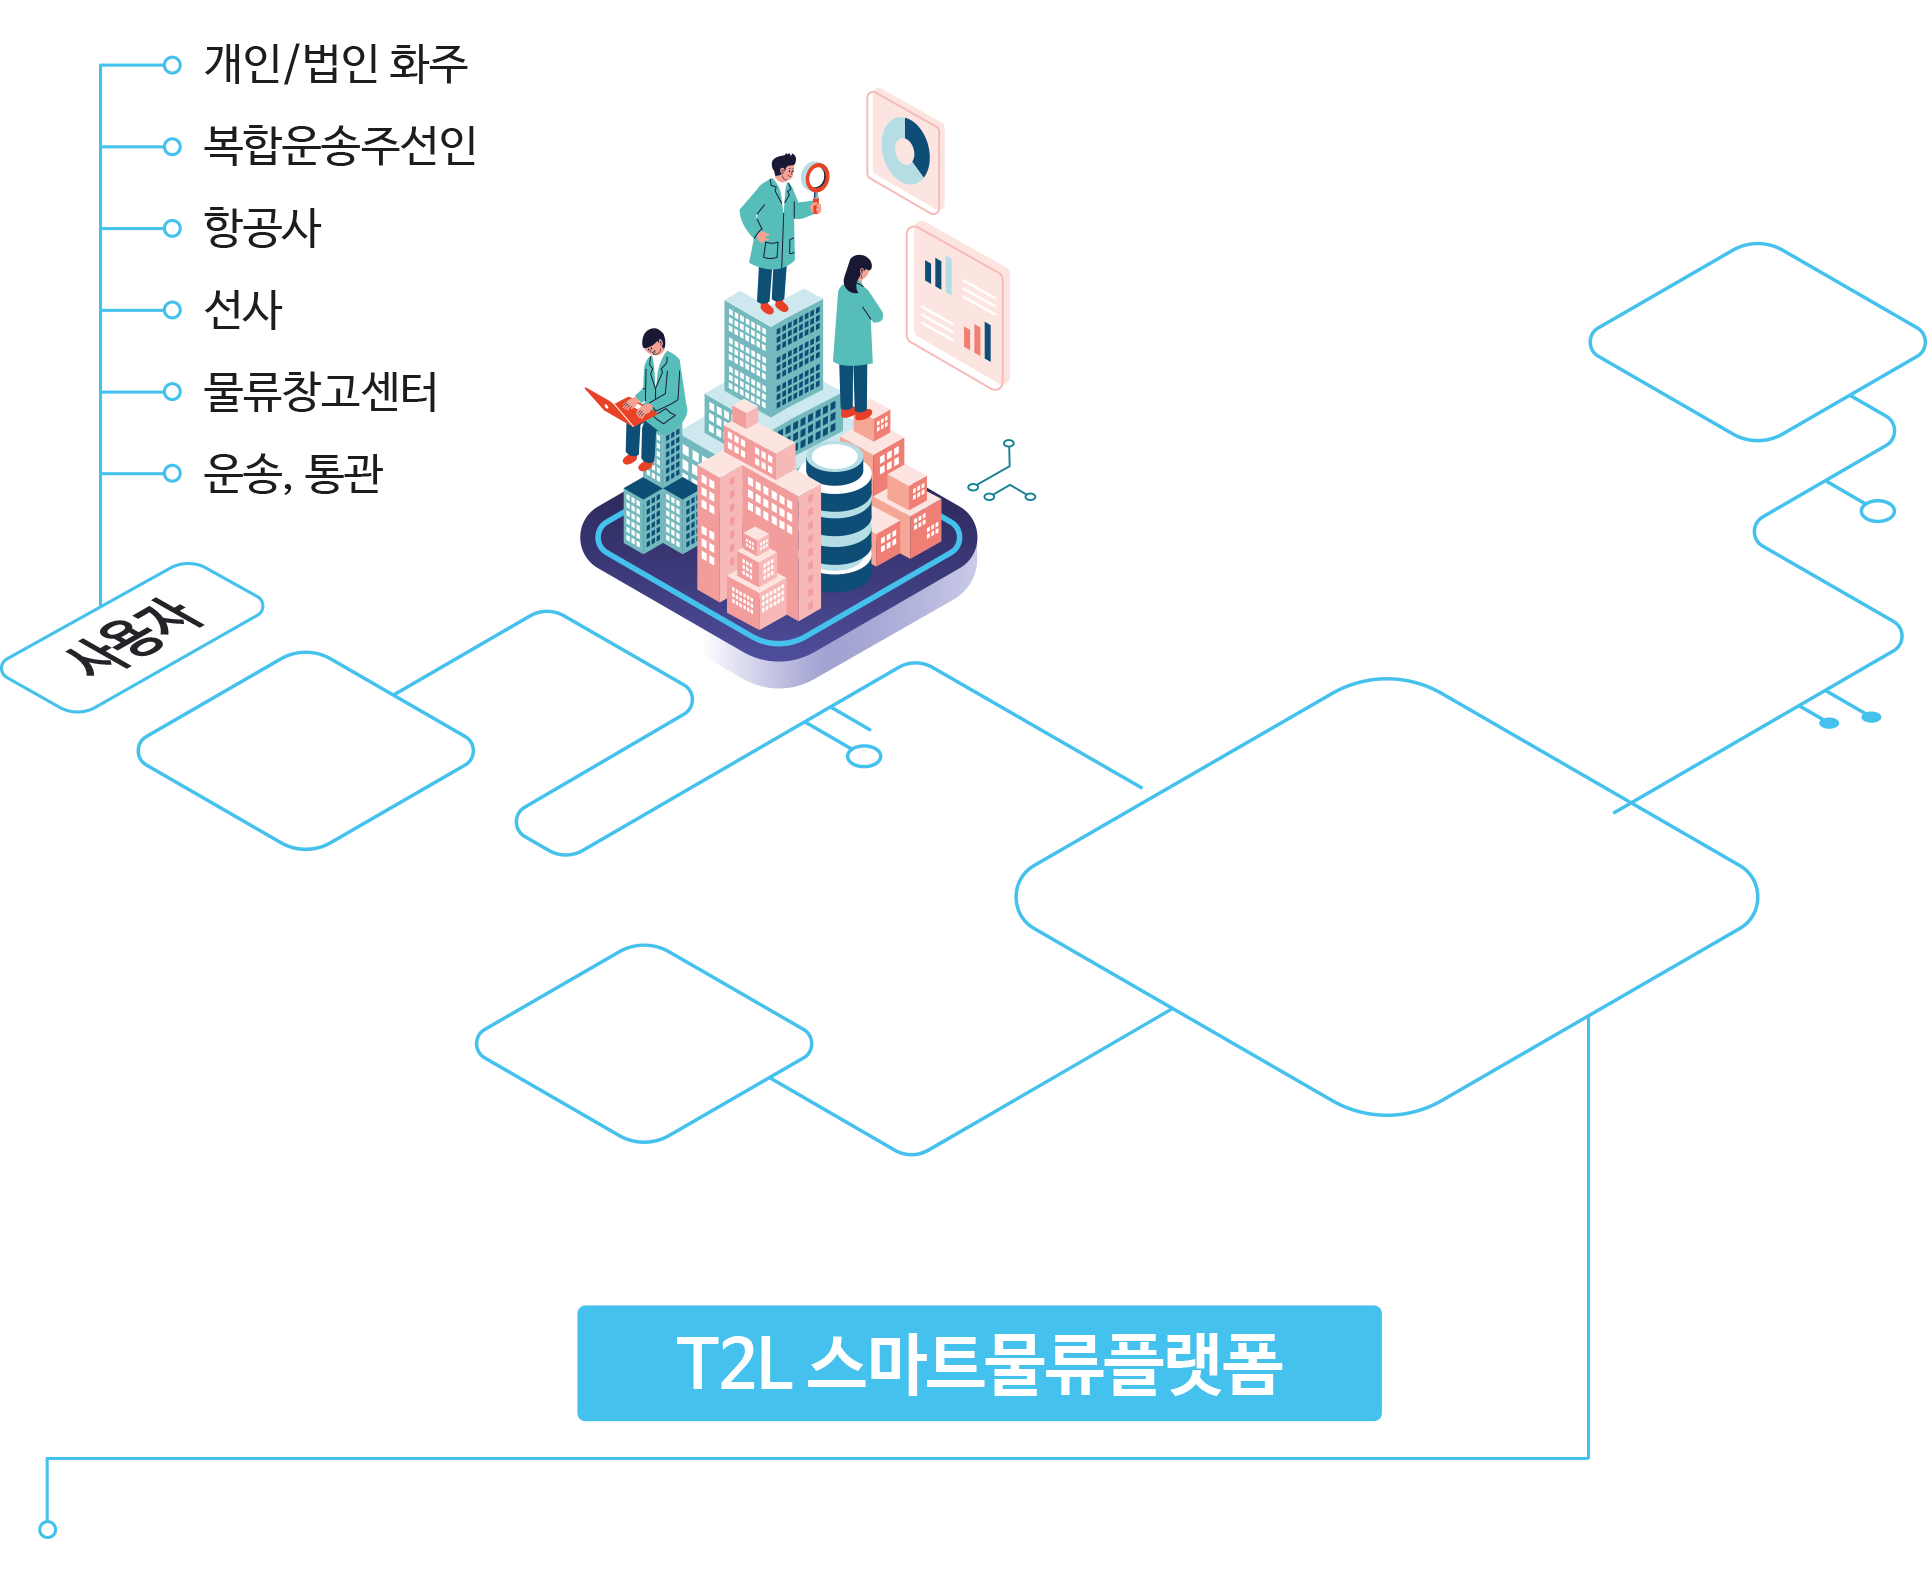 개인/법인 화주
복합운송주선인
항공사
선사
물류창고센터
운송, 통관
사용자
T2L 스마트물류플랫폼